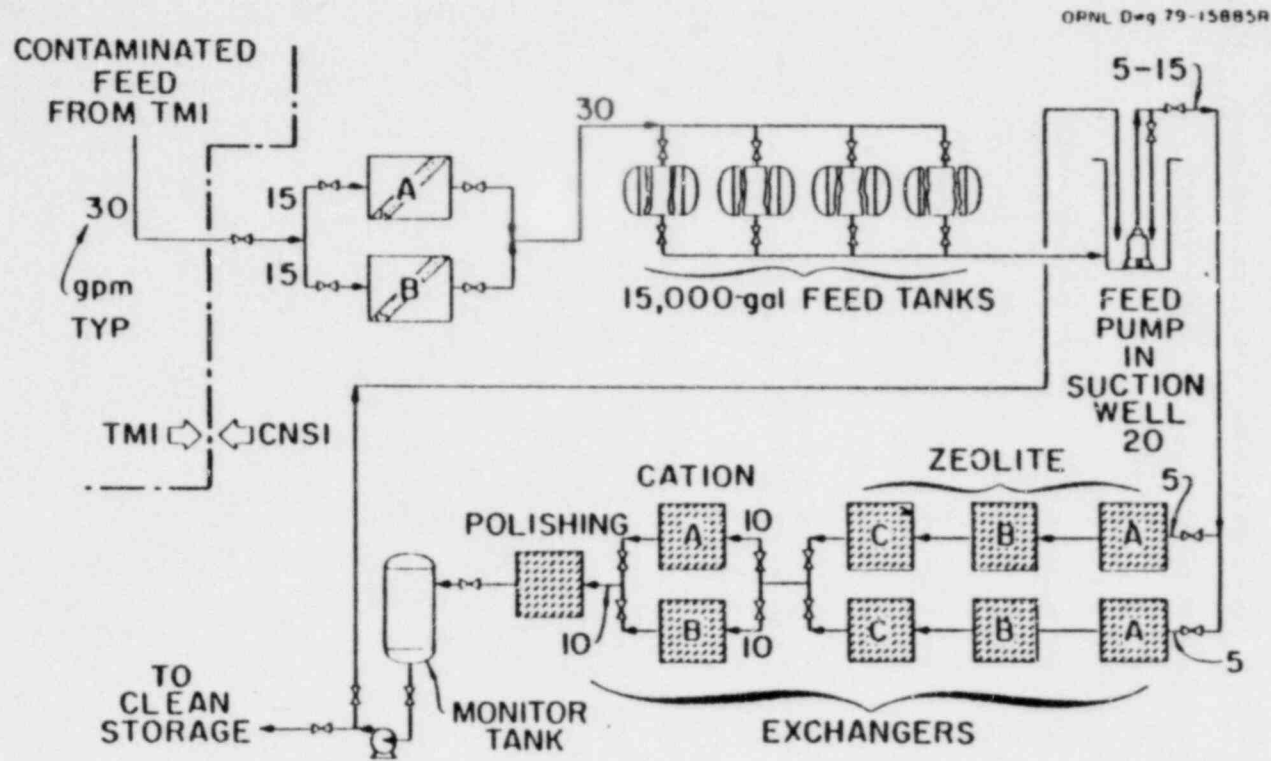 OPNL Dwg 79-15885R
CONTAMINATED
FEED
FROM TMI
30
gpm
TYP
15
15
A
B
30
5-15
15,000-gal FEED TANKS
FEED
PUMP
IN
SUCTION
WELL
20
TMI
CNSI
ZEOLITE
CATION
POLISHING
A
10
C
B
A
5
B
10
C
B
A
5
10
TO
CLEAN
STORAGE
MONITOR
TANK
EXCHANGERS